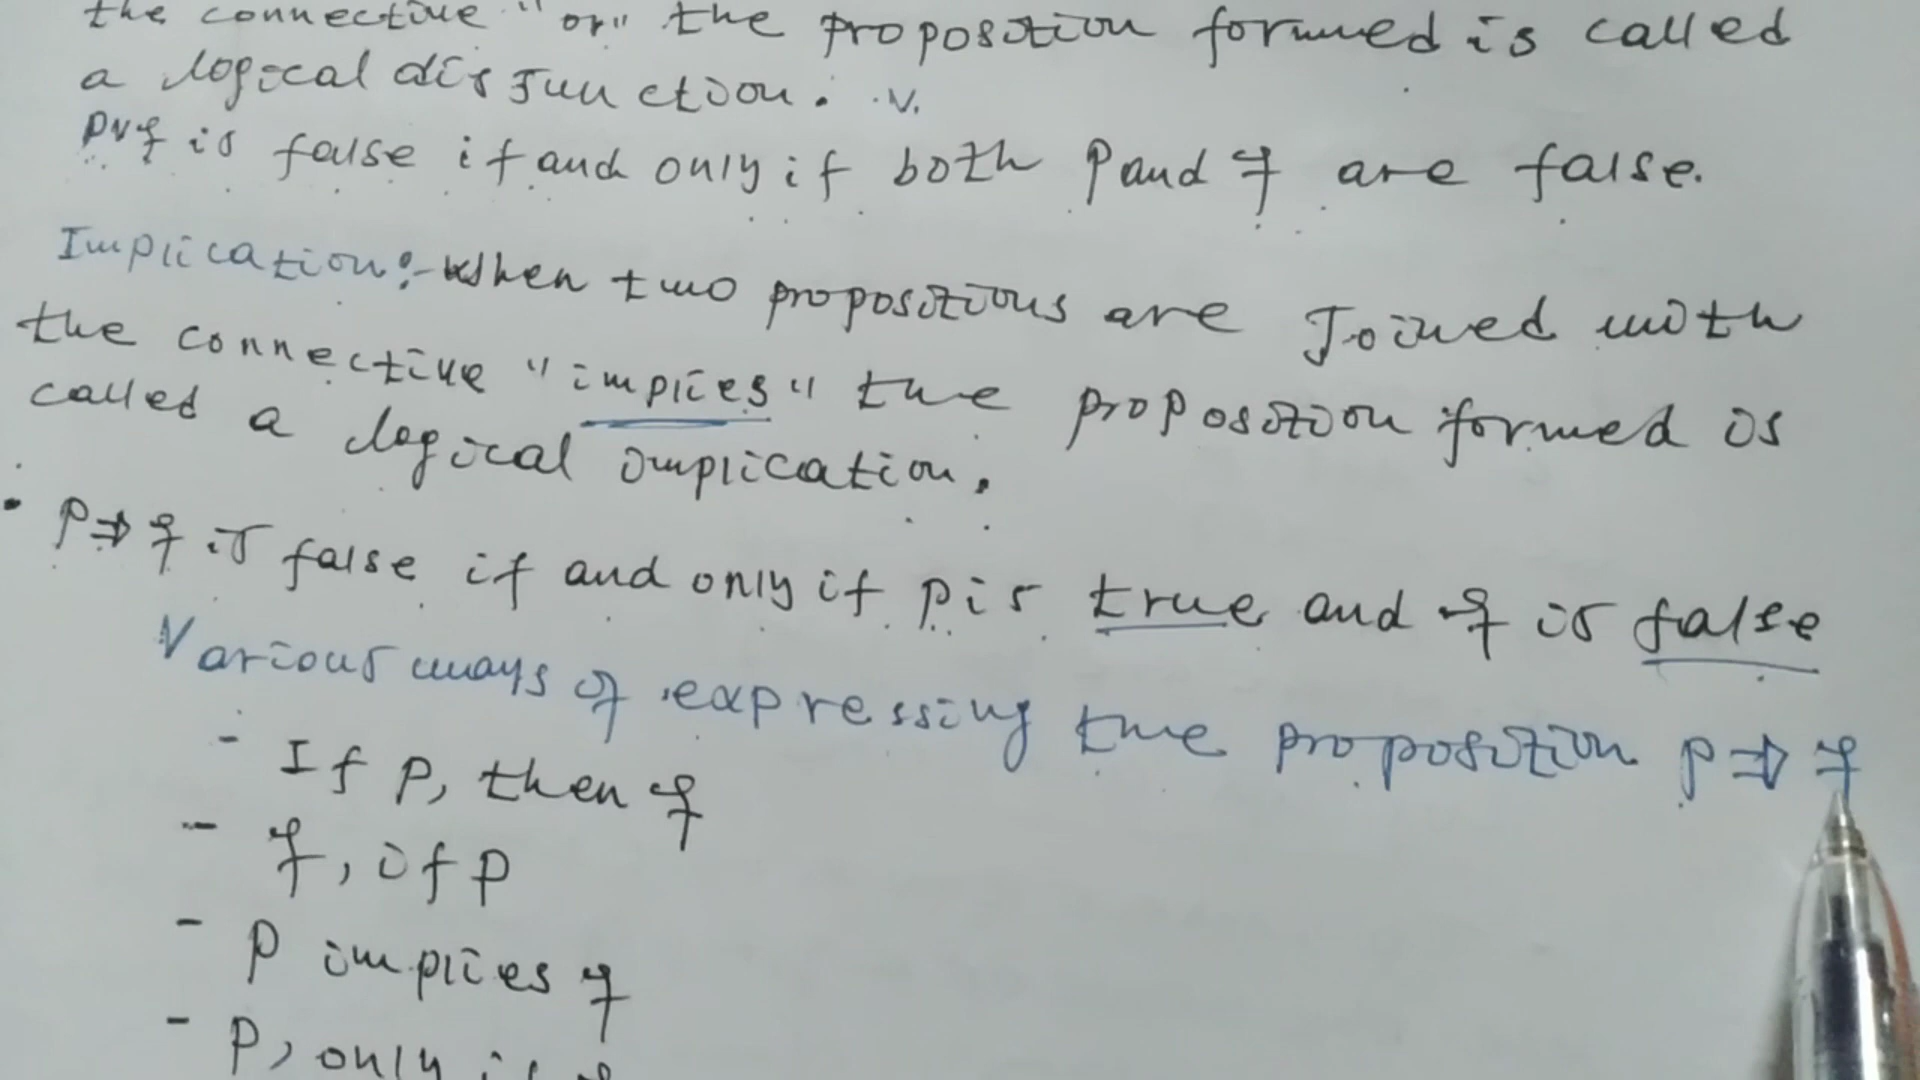 the connective "or" the proposition formed is called
a logical disjunction. v.
pvq is false if and only if both p and q are false.
Implication:- When two propositions are Joined with
the connective "implies" the proposition formed is
called a logical implication.
• p⇒q is false if and only if p is true and q is false
Various ways of expressing the proposition p⇒q
- If p, then q
- q, if p
- p implies q
- p, only if